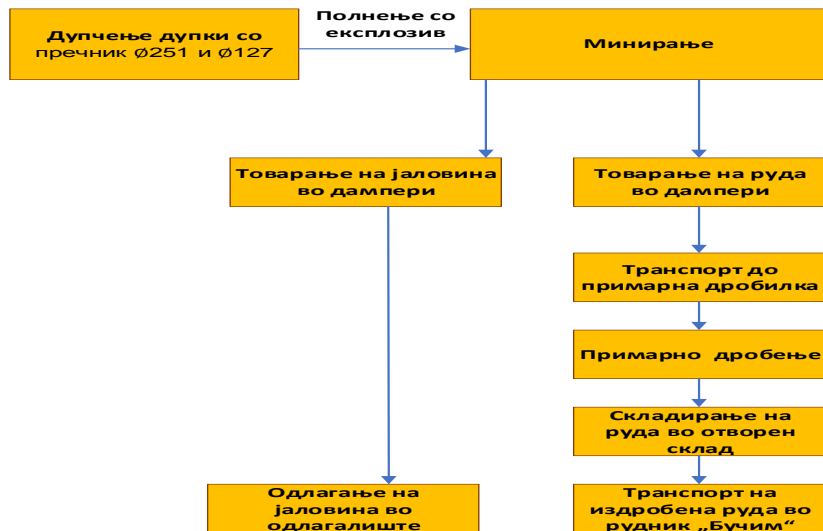 Дупчење дупки со
пречник ø251 и ø127
Полнење со
експлозив
Минирање
Товарање на јаловина
во дампери
Товарање на руда
во дампери
Транспорт до
примарна дробилка
Примарно дробење
Складирање на
руда во отворен
склад
Одлагање на
јаловина во
одлагалиште
Транспорт на
издробена руда во
рудник „Бучим“